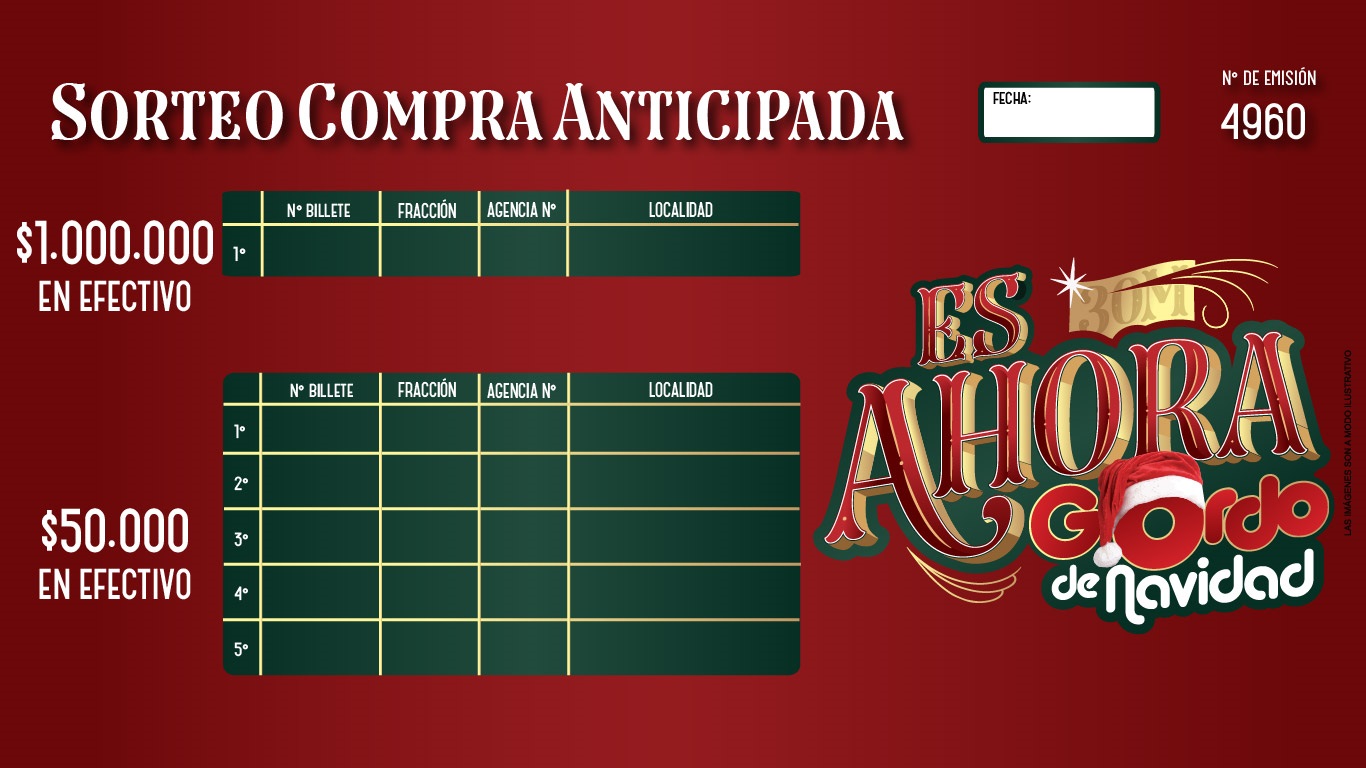 Sorteo Compra Anticipada
FECHA:
Nº DE EMISIÓN
4960
$1.000.000
EN EFECTIVO
Nº BILLETE FRACCIÓN AGENCIA Nº LOCALIDAD
1º
$50.000
EN EFECTIVO
Nº BILLETE FRACCIÓN AGENCIA Nº LOCALIDAD
1º
2º
3º
4º
5º
30M
ES
AHORA
Gordo
de Navidad
LAS IMÁGENES SON A MODO ILUSTRATIVO